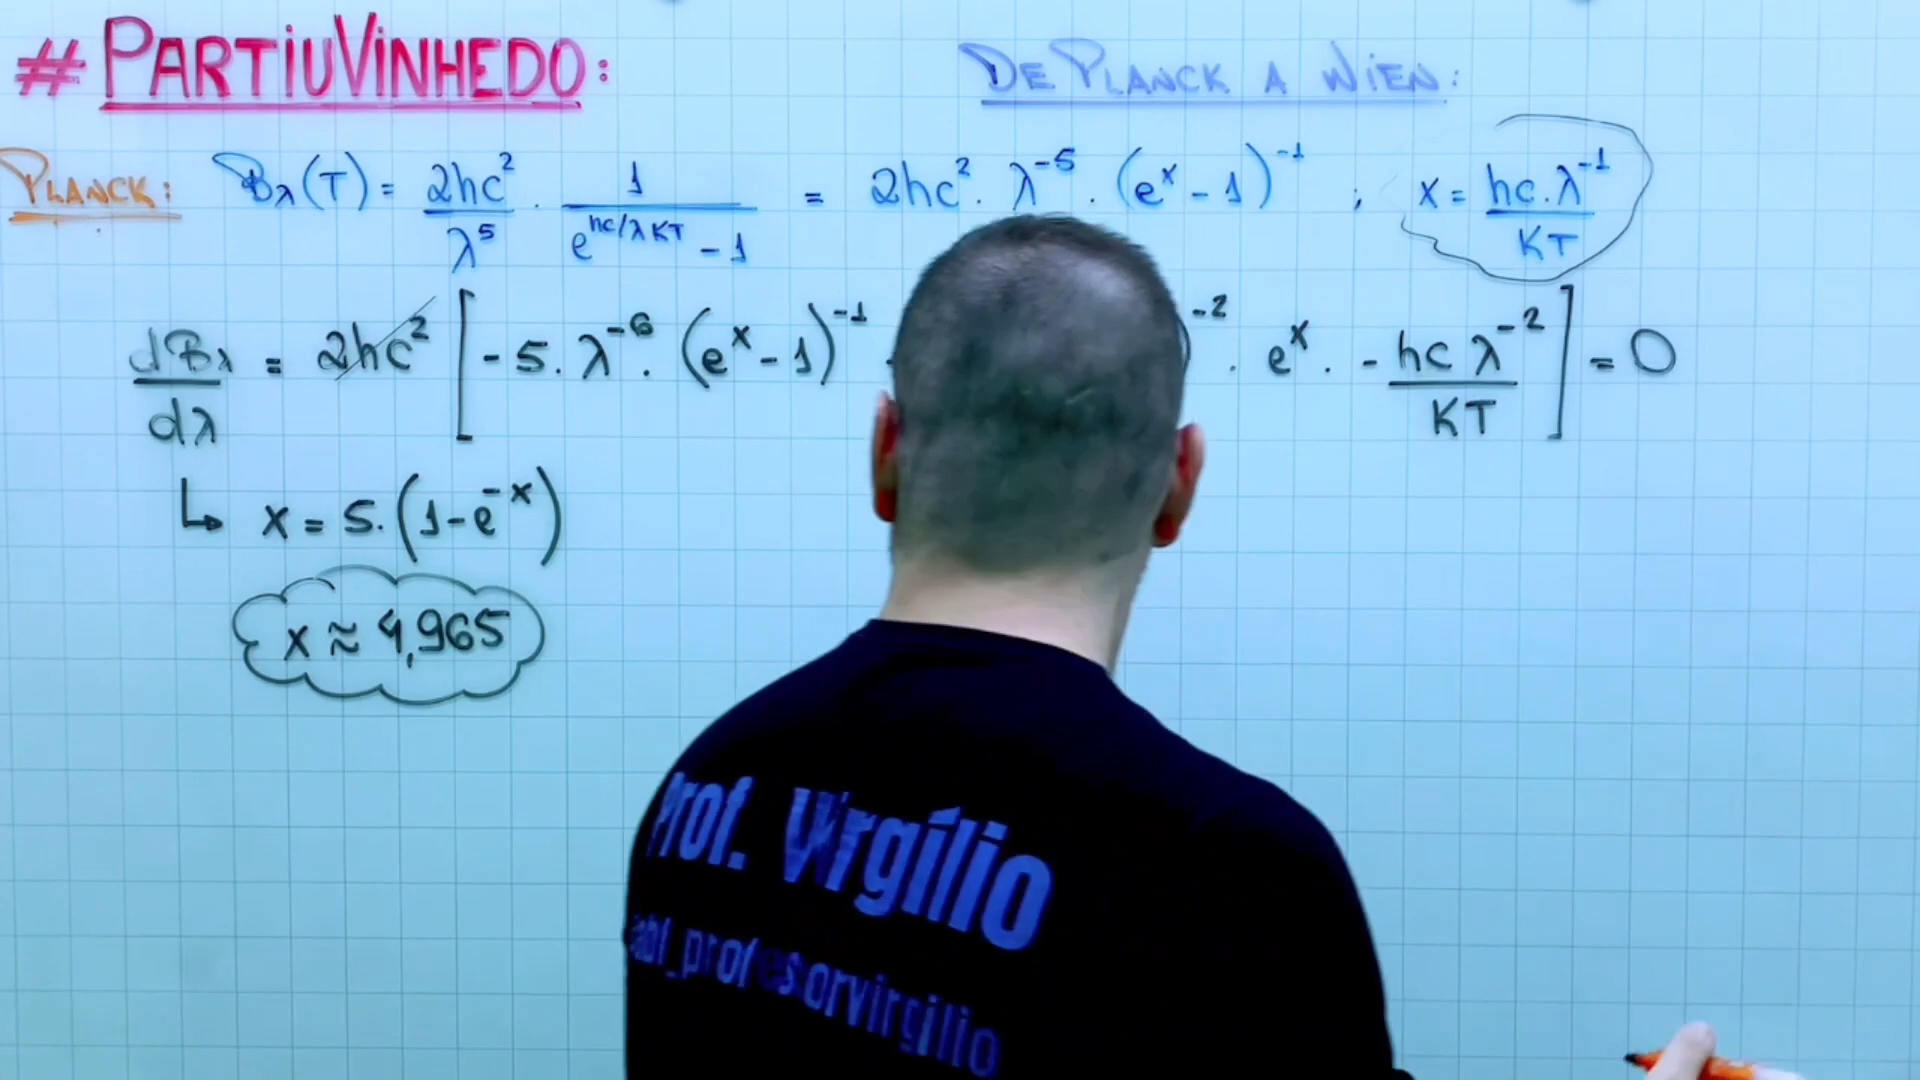 #PARTIUVINHEDO:
DE PLANCK A WIEN:
PLANCK: Bλ(T) = 2hc²/λ⁵ · 1/(e^(hc/λKT) - 1) = 2hc² · λ⁻⁵ · (eˣ - 1)⁻¹ ; x = hc.λ⁻¹/KT
dBλ/dλ = 2hc² [-5.λ⁻⁶. (eˣ - 1)⁻¹ ⁻² . eˣ. - hcλ⁻²/KT] = 0
↳ x = 5.(1-e⁻ˣ)
x ≈ 4,965
Prof. Virgílio